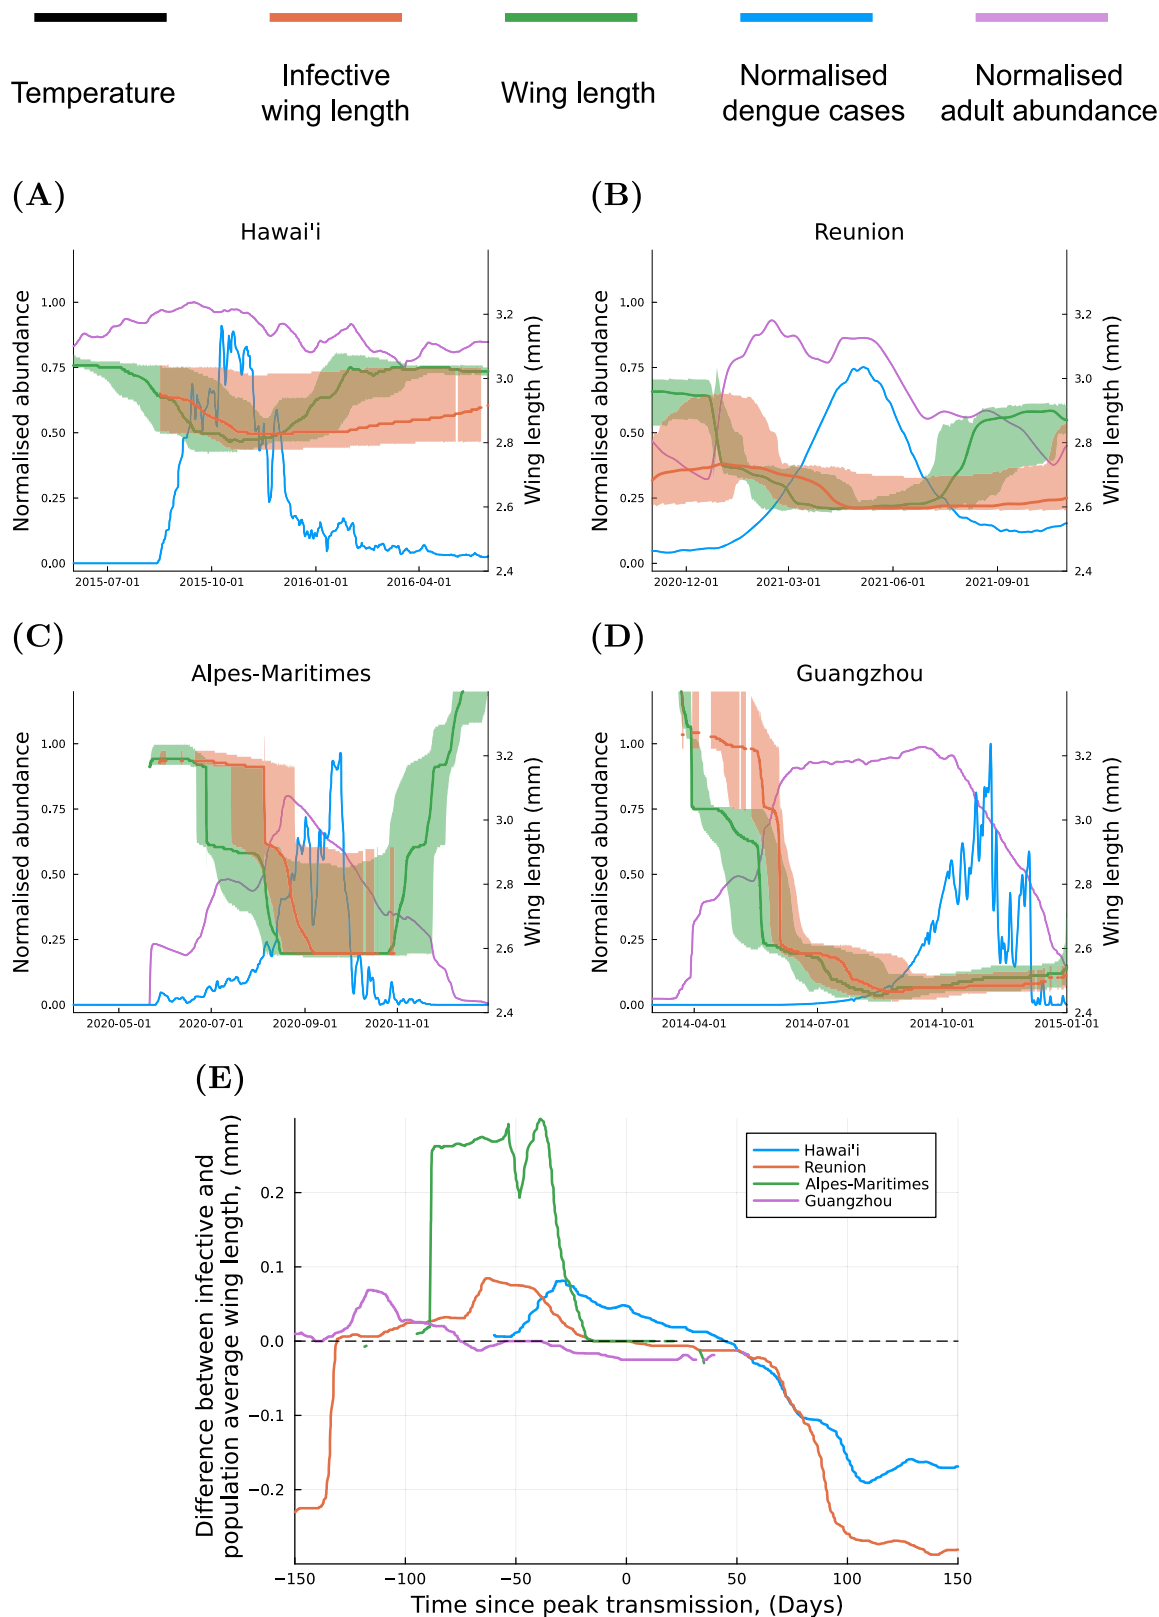 Temperature
Infective
wing length
Wing length
Normalised
dengue cases
Normalised
adult abundance
(A)
Hawai'i
Normalised abundance
1.00
0.75
0.50
0.25
0.00
3.2
3.0
2.8
2.6
2.4
Wing length (mm)
2015-07-01
2015-10-01
2016-01-01
2016-04-01
(B)
Reunion
Normalised abundance
1.00
0.75
0.50
0.25
0.00
3.2
3.0
2.8
2.6
2.4
Wing length (mm)
2020-12-01
2021-03-01
2021-06-01
2021-09-01
(C)
Alpes-Maritimes
Normalised abundance
1.00
0.75
0.50
0.25
0.00
3.2
3.0
2.8
2.6
2.4
Wing length (mm)
2020-05-01
2020-07-01
2020-09-01
2020-11-01
(D)
Guangzhou
Normalised abundance
1.00
0.75
0.50
0.25
0.00
3.2
3.0
2.8
2.6
2.4
Wing length (mm)
2014-04-01
2014-07-01
2014-10-01
2015-01-01
(E)
Difference between infective and
population average wing length, (mm)
0.2
0.1
0.0
−0.1
−0.2
Hawai'i
Reunion
Alpes-Maritimes
Guangzhou
−150
−100
−50
0
50
100
150
Time since peak transmission, (Days)